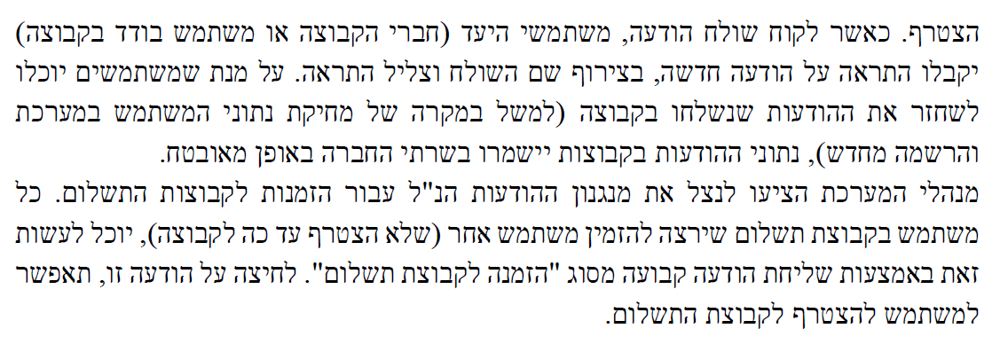 הצטרף. כאשר לקוח שולח הודעה, משתמשי היעד (חברי הקבוצה או משתמש בודד בקבוצה)
יקבלו התראה על הודעה חדשה, בצירוף שם השולח וצליל התראה. על מנת שמשתמשים יוכלו
לשחזר את ההודעות שנשלחו בקבוצה (למשל במקרה של מחיקת נתוני המשתמש במערכת
והרשמה מחדש), נתוני ההודעות בקבוצות יישמרו בשרתי החברה באופן מאובטח.
מנהלי המערכת הציעו לנצל את מנגנון ההודעות הנ"ל עבור הזמנות לקבוצות התשלום. כל
משתמש בקבוצת תשלום שירצה להזמין משתמש אחר (שלא הצטרף עד כה לקבוצה), יוכל לעשות
זאת באמצעות שליחת הודעה קבועה מסוג "הזמנה לקבוצת תשלום". לחיצה על הודעה זו, תאפשר
למשתמש להצטרף לקבוצת התשלום.